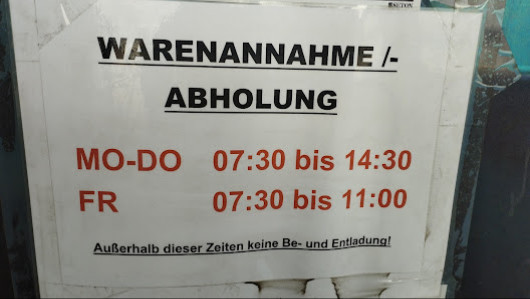 WARENANNAHME /-
ABHOLUNG
MO-DO 07:30 bis 14:30
FR 07:30 bis 11:00
Außerhalb dieser Zeiten keine Be- und Entladung!